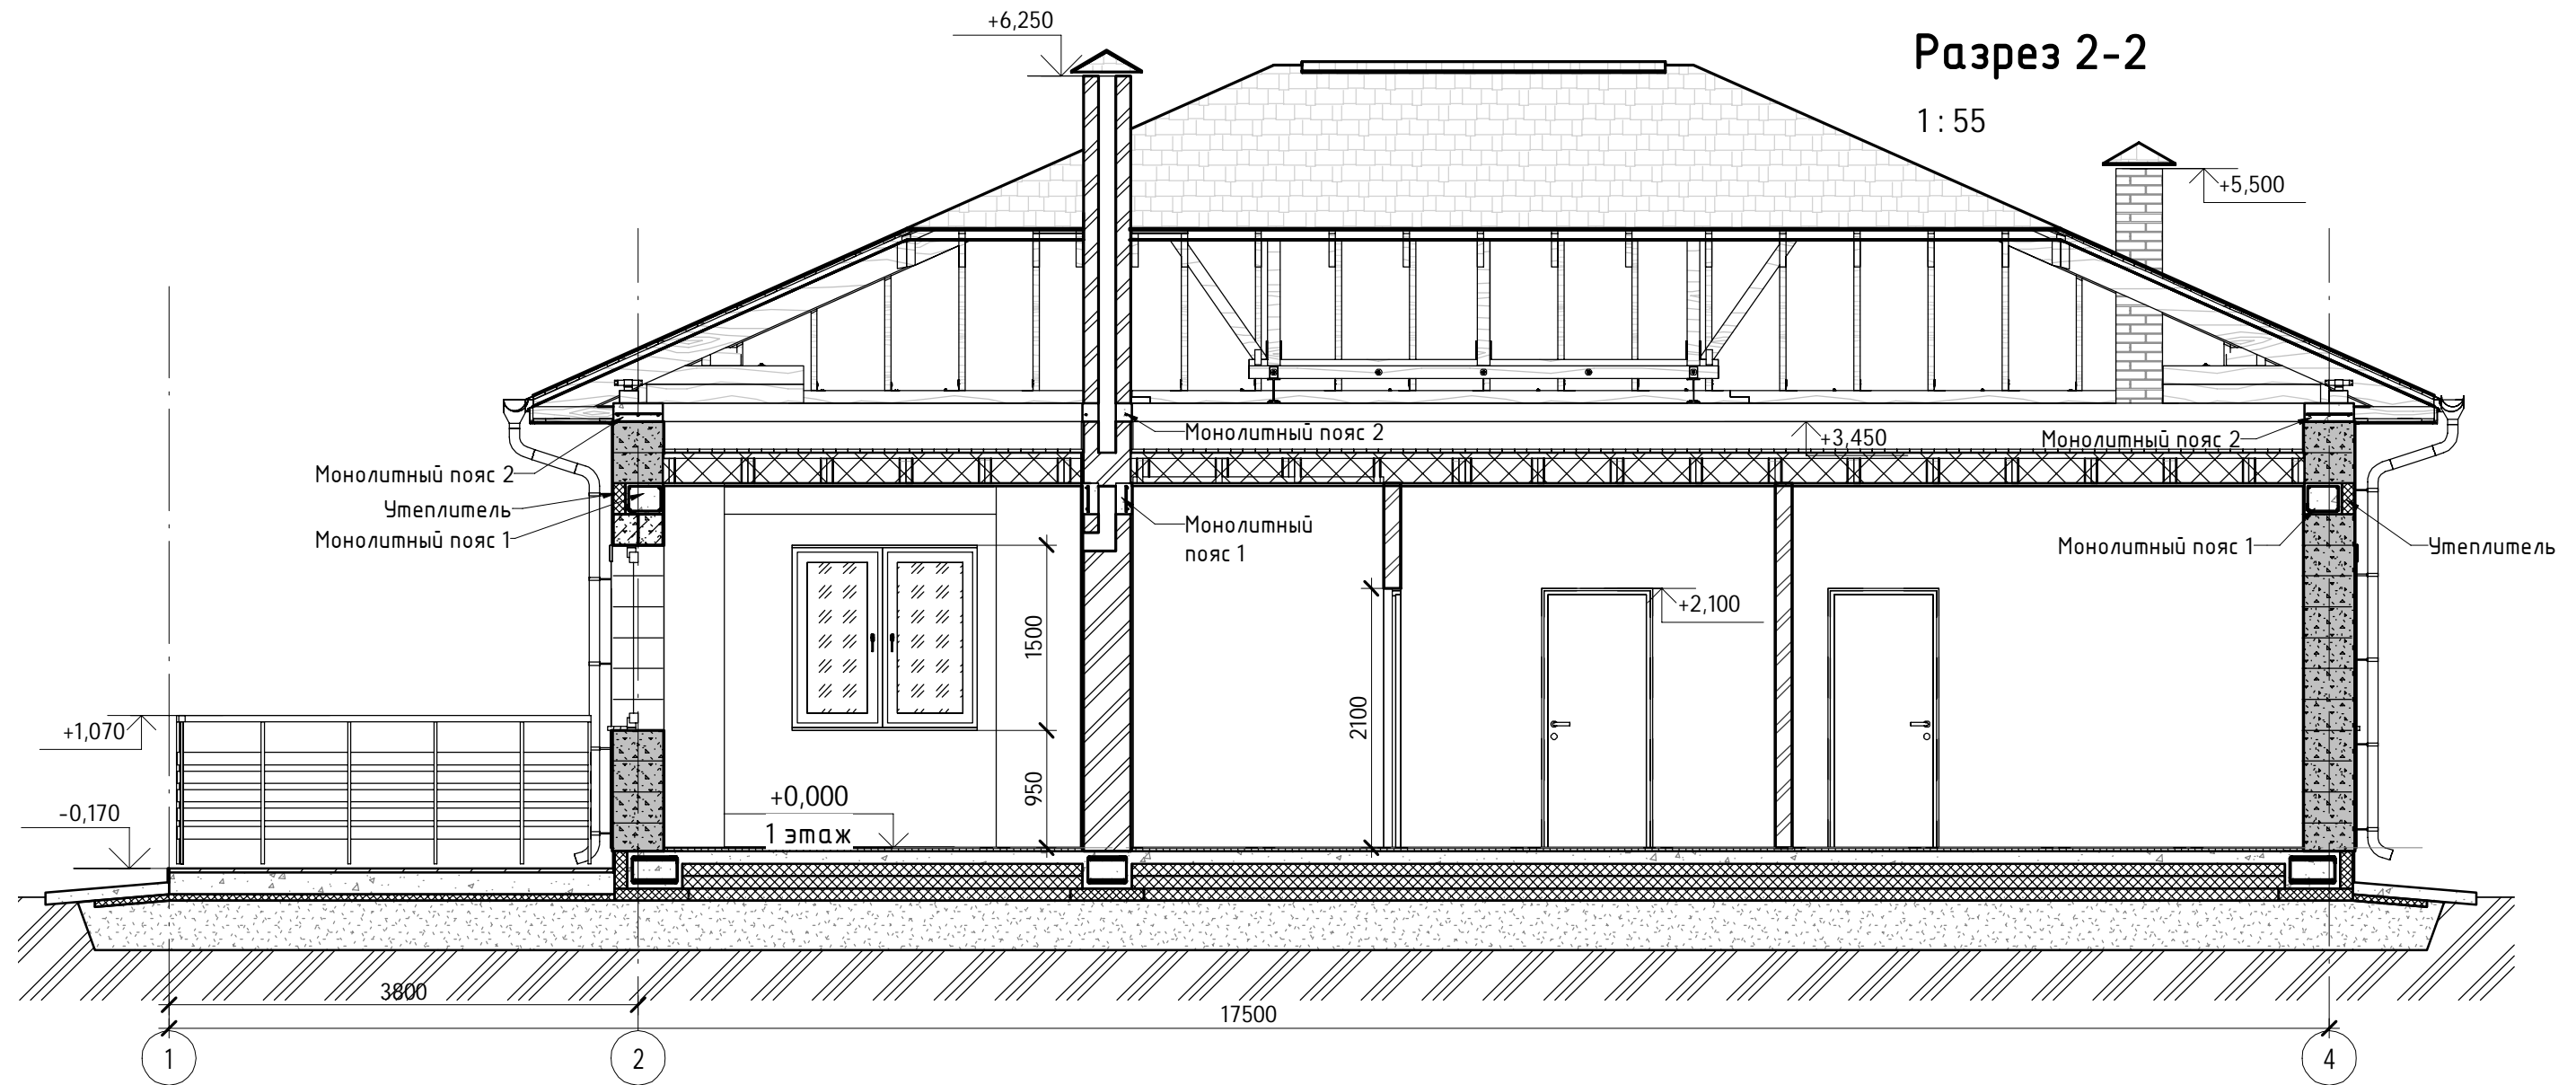 +6,250
Разрез 2-2
1 : 55
+5,500
Монолитный пояс 2
+3,450
Монолитный пояс 2
Монолитный пояс 2
Утеплитель
Монолитный пояс 1
Монолитный
пояс 1
Монолитный пояс 1
Утеплитель
+2,100
1500
2100
+1,070
950
+0,000
1 этаж
-0,170
3800
17500
1
2
4